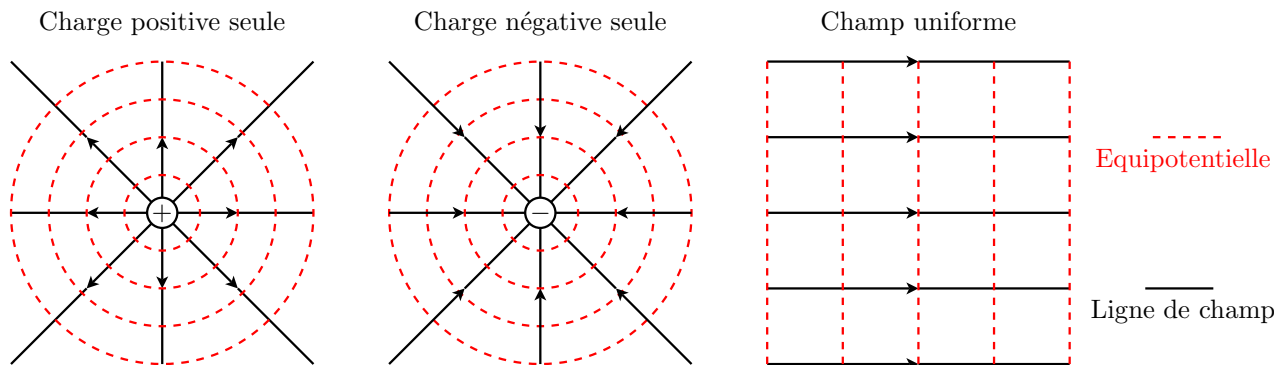 Charge positive seule
Charge négative seule
Champ uniforme
+
−
Equipotentielle
Ligne de champ